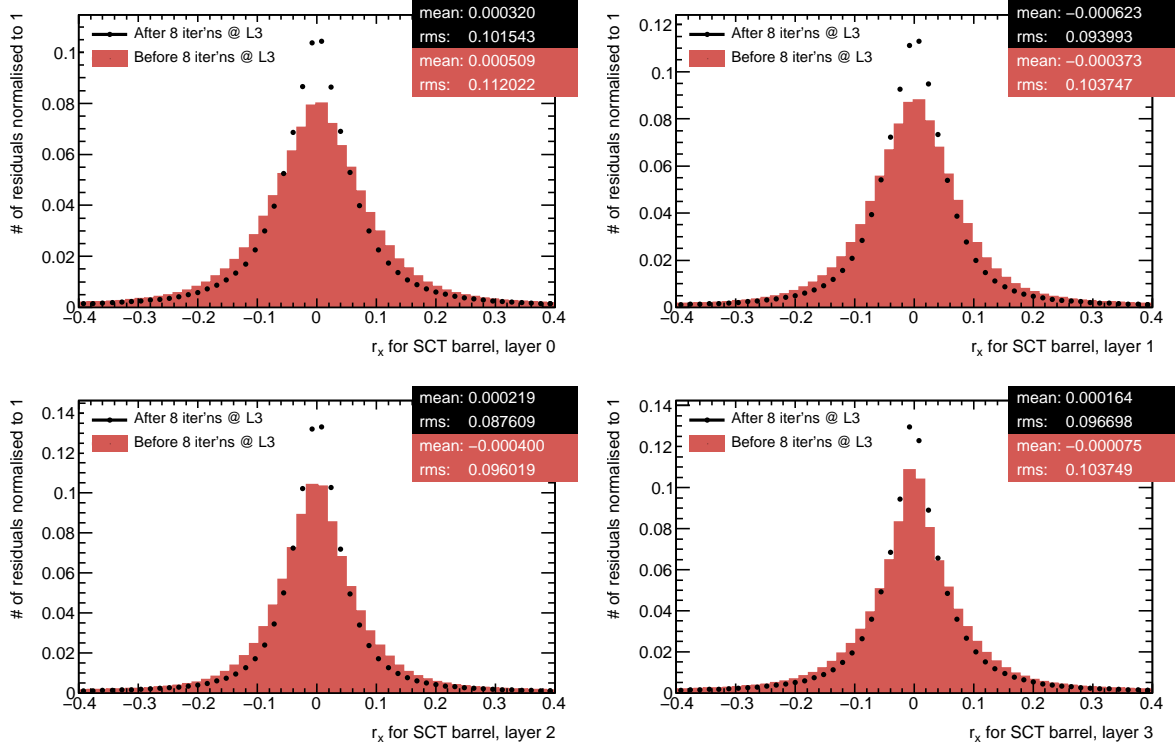 # of residuals normalised to 1
After 8 iter'ns @ L3
Before 8 iter'ns @ L3
mean: 0.000320
rms: 0.101543
mean: 0.000509
rms: 0.112022
0.1
0.08
0.06
0.04
0.02
0
−0.4 −0.3 −0.2 −0.1 0 0.1 0.2 0.3 0.4
rx for SCT barrel, layer 0
# of residuals normalised to 1
After 8 iter'ns @ L3
Before 8 iter'ns @ L3
mean: −0.000623
rms: 0.093993
mean: −0.000373
rms: 0.103747
0.12
0.1
0.08
0.06
0.04
0.02
0
−0.4 −0.3 −0.2 −0.1 0 0.1 0.2 0.3 0.4
rx for SCT barrel, layer 1
# of residuals normalised to 1
After 8 iter'ns @ L3
Before 8 iter'ns @ L3
mean: 0.000219
rms: 0.087609
mean: −0.000400
rms: 0.096019
0.14
0.12
0.1
0.08
0.06
0.04
0.02
0
−0.4 −0.3 −0.2 −0.1 0 0.1 0.2 0.3 0.4
rx for SCT barrel, layer 2
# of residuals normalised to 1
After 8 iter'ns @ L3
Before 8 iter'ns @ L3
mean: 0.000164
rms: 0.096698
mean: −0.000075
rms: 0.103749
0.14
0.12
0.1
0.08
0.06
0.04
0.02
0
−0.4 −0.3 −0.2 −0.1 0 0.1 0.2 0.3 0.4
rx for SCT barrel, layer 3